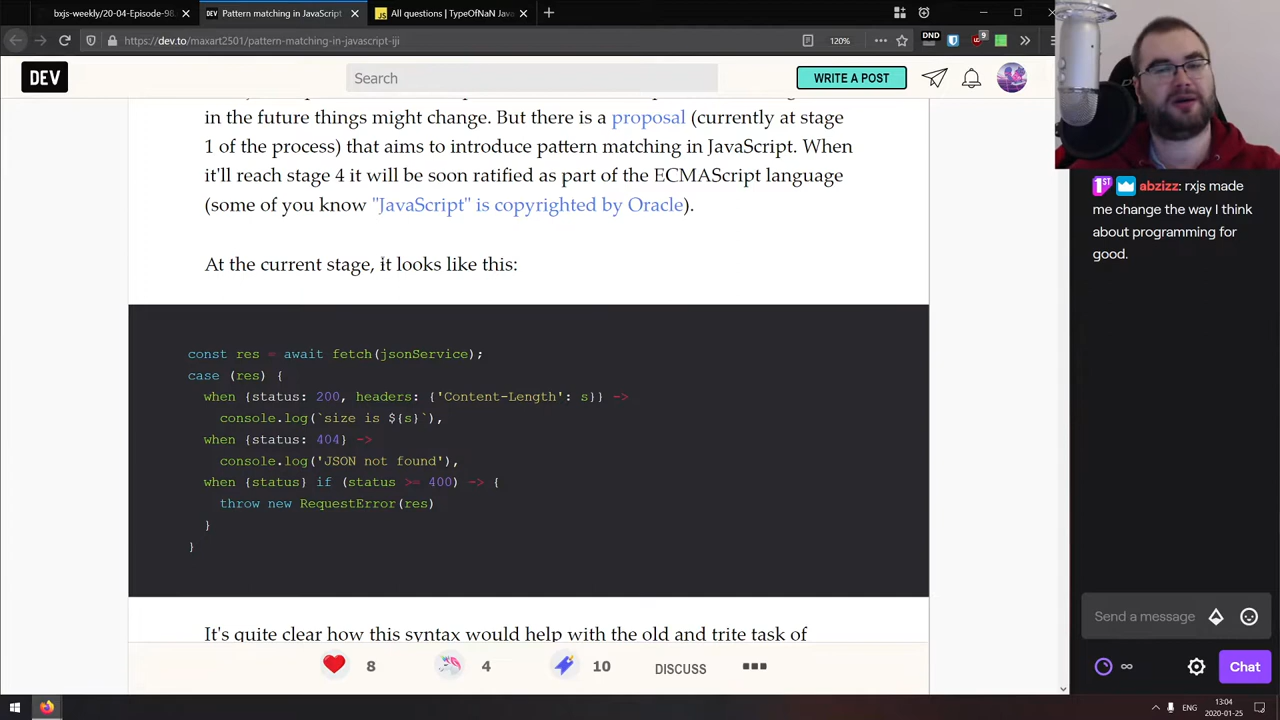 bxjs-weekly/20-04-Episode-98.
Pattern matching in JavaScript
All questions | TypeOfNaN Java
https://dev.to/maxart2501/pattern-matching-in-javascript-iji
120%
DND
9
DEV
Search
WRITE A POST
in the future things might change. But there is a proposal (currently at stage
1 of the process) that aims to introduce pattern matching in JavaScript. When
it'll reach stage 4 it will be soon ratified as part of the ECMAScript language
(some of you know "JavaScript" is copyrighted by Oracle).
At the current stage, it looks like this:
const res = await fetch(jsonService);
case (res) {
when {status: 200, headers: {'Content-Length': s}} ->
console.log(`size is ${s}`),
when {status: 404} ->
console.log('JSON not found'),
when {status} if (status >= 400) -> {
throw new RequestError(res)
}
}
It's quite clear how this syntax would help with the old and trite task of
8
4
10
DISCUSS
1ST
abzizz: rxjs made
me change the way I think
about programming for
good.
Send a message
∞
Chat
ENG
13:04
2020-01-25